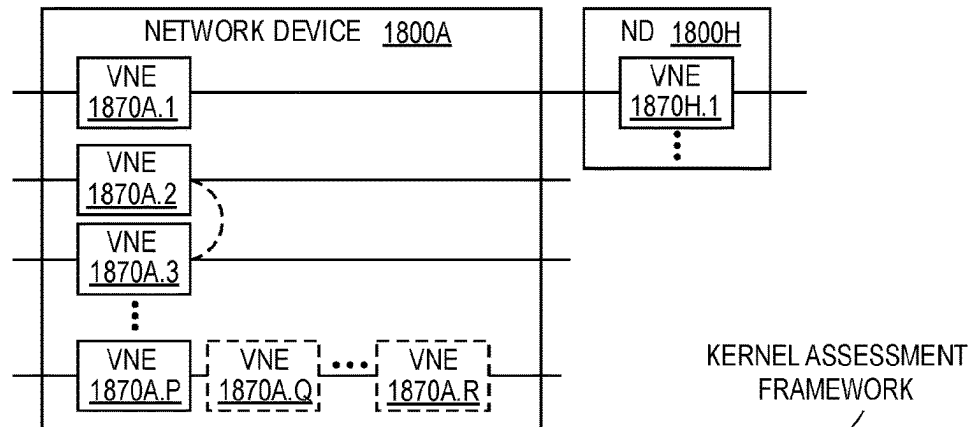 NETWORK DEVICE 1800A
ND 1800H
VNE
1870A.1
VNE
1870H.1
VNE
1870A.2
VNE
1870A.3
VNE
1870A.P
VNE
1870A.Q
VNE
1870A.R
KERNEL ASSESSMENT
FRAMEWORK